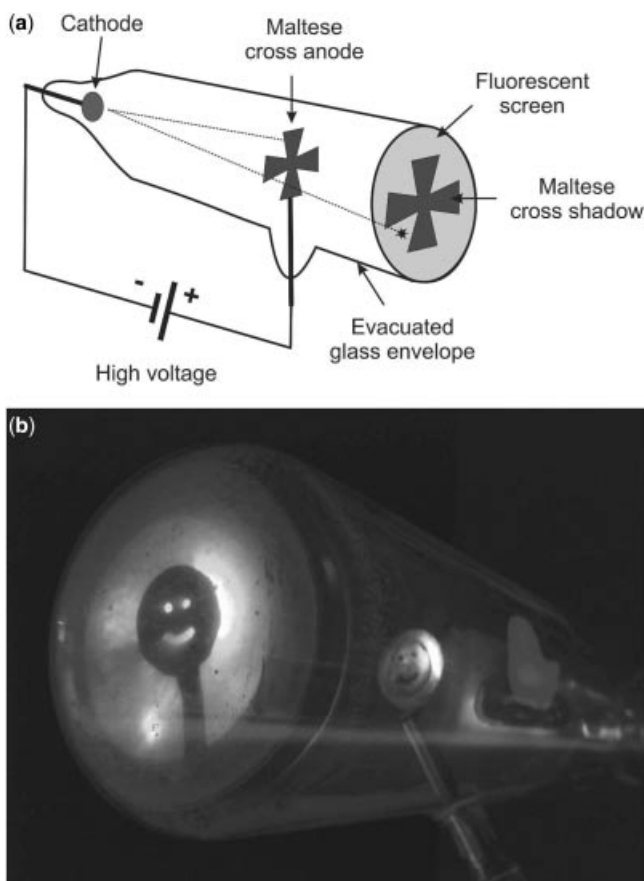 (a)
Cathode
Maltese
cross anode
Fluorescent
screen
Maltese
cross shadow
-
+
Evacuated
glass envelope
High voltage
(b)